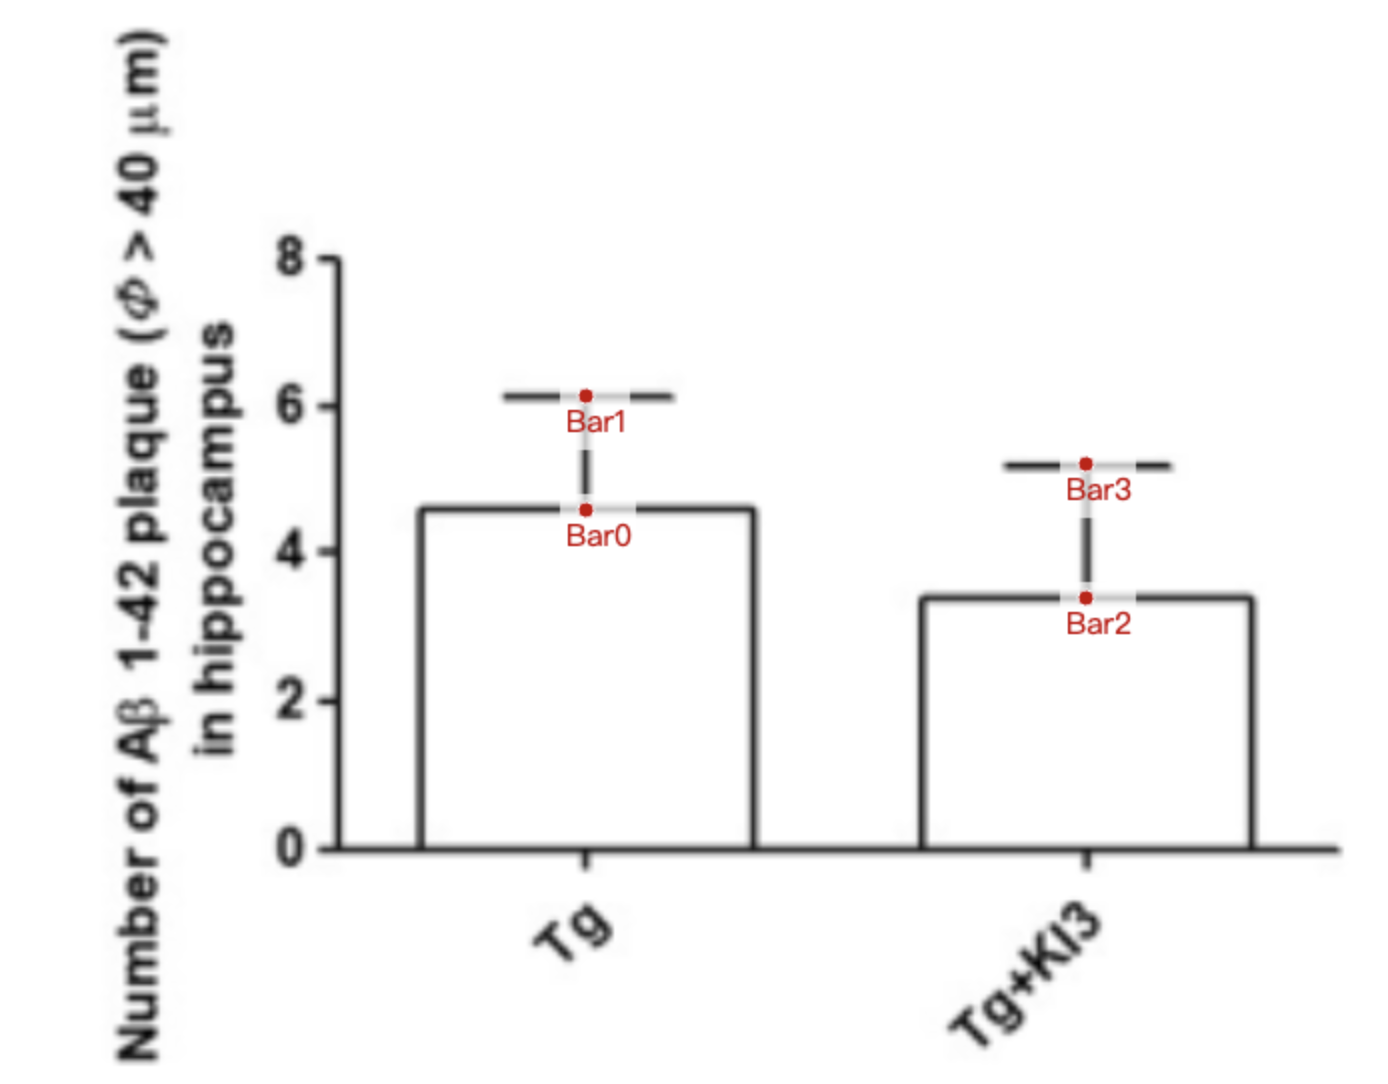 Number of Aβ 1-42 plaque (Φ > 40 μm)
in hippocampus
8
6
4
2
0
Bar1
Bar0
Bar3
Bar2
Tg
Tg+KI3